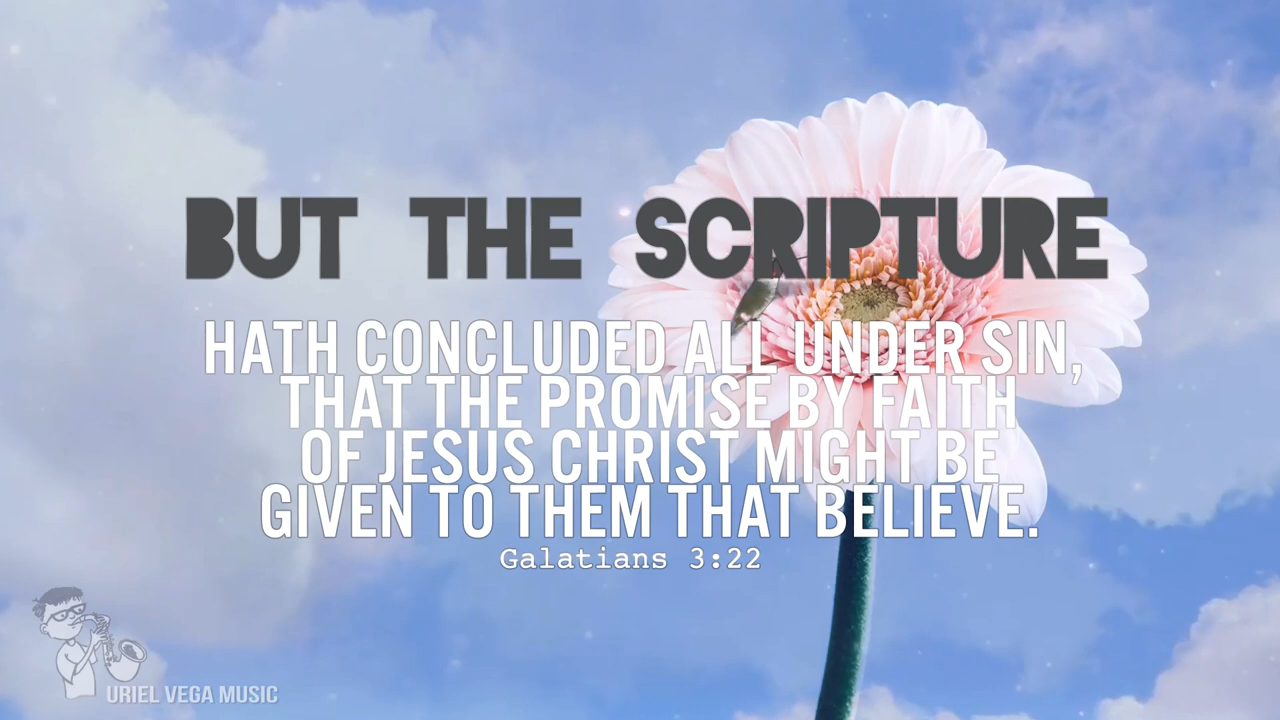 BUT THE SCRIPTURE
HATH CONCLUDED ALL UNDER SIN,
THAT THE PROMISE BY FAITH
OF JESUS CHRIST MIGHT BE
GIVEN TO THEM THAT BELIEVE.
Galatians 3:22
URIEL VEGA MUSIC